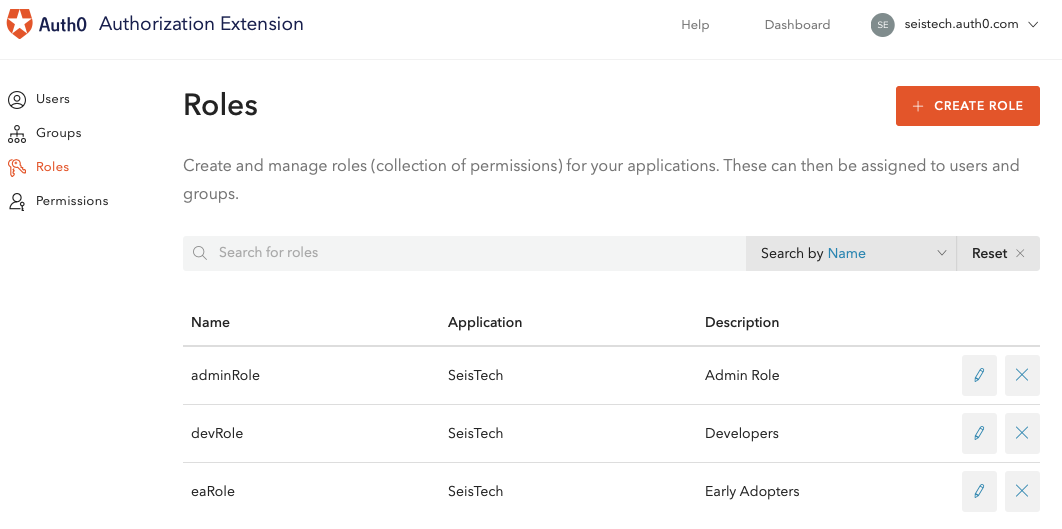 Auth0 Authorization Extension
Help
Dashboard
SE
seistech.auth0.com
Users
Groups
Roles
Permissions
Roles
CREATE ROLE
Create and manage roles (collection of permissions) for your applications. These can then be assigned to users and
groups.
Search for roles
Search by Name
Reset
Name Application Description
adminRole SeisTech Admin Role
devRole SeisTech Developers
eaRole SeisTech Early Adopters